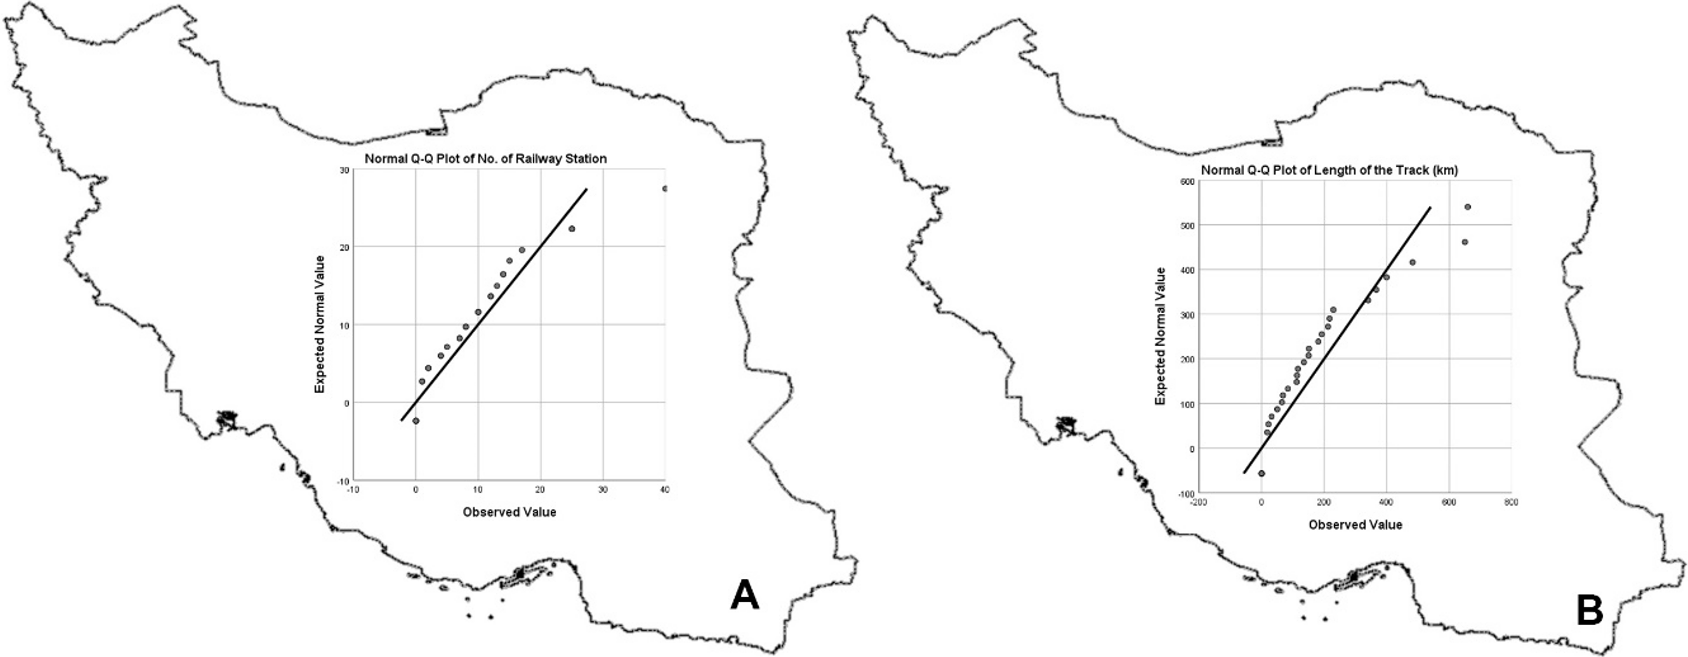 Normal Q-Q Plot of No. of Railway Station
30
20
10
0
-10
Expected Normal Value
-10 0 10 20 30 40
Observed Value
A
Normal Q-Q Plot of Length of the Track (km)
600
500
400
300
200
100
0
-100
Expected Normal Value
-200 0 200 400 600 800
Observed Value
B